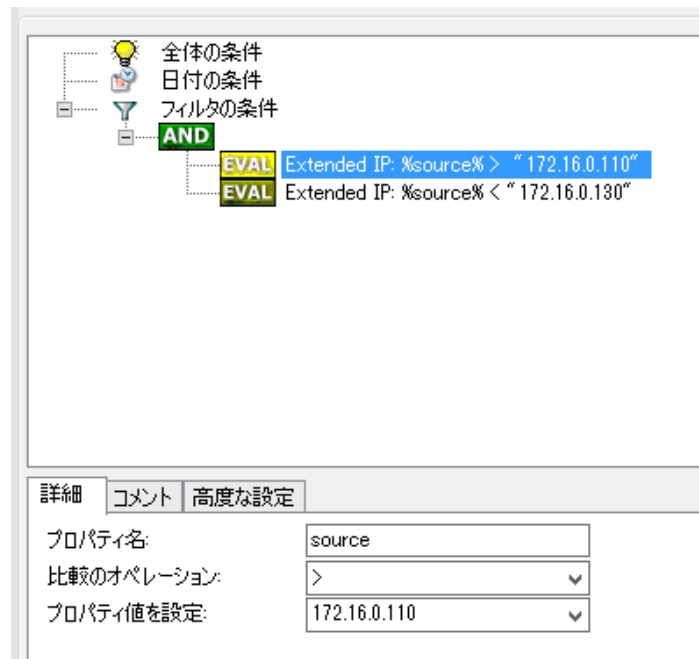 全体の条件
日付の条件
フィルタの条件
AND
EVAL Extended IP: %source% > "172.16.0.110"
EVAL Extended IP: %source% < "172.16.0.130"
詳細 コメント 高度な設定
プロパティ名: source
比較のオペレーション: >
プロパティ値を設定: 172.16.0.110